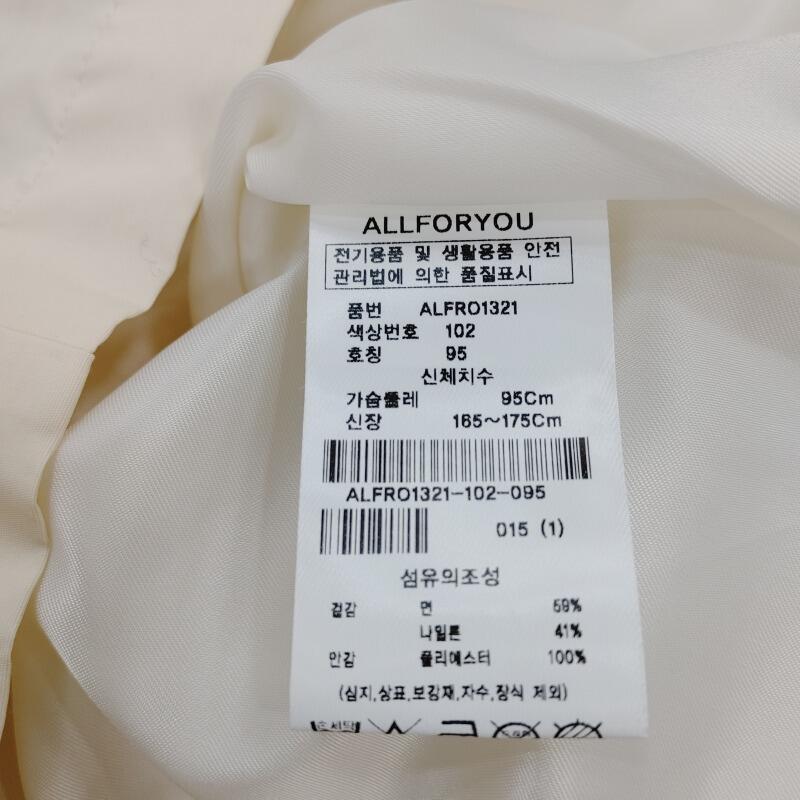 ALLFORYOU
전기용품 및 생활용품 안전
관리법에 의한 품질표시
품번 ALFRO1321
색상번호 102
호칭 95
신체치수
가슴둘레 95Cm
신장 165~175Cm
ALFRO1321-102-095
015 (1)
섬유의조성
겉감 면 59%
나일론 41%
안감 폴리에스터 100%
(심지,상표,보강재,자수,장식 제외)
손세탁